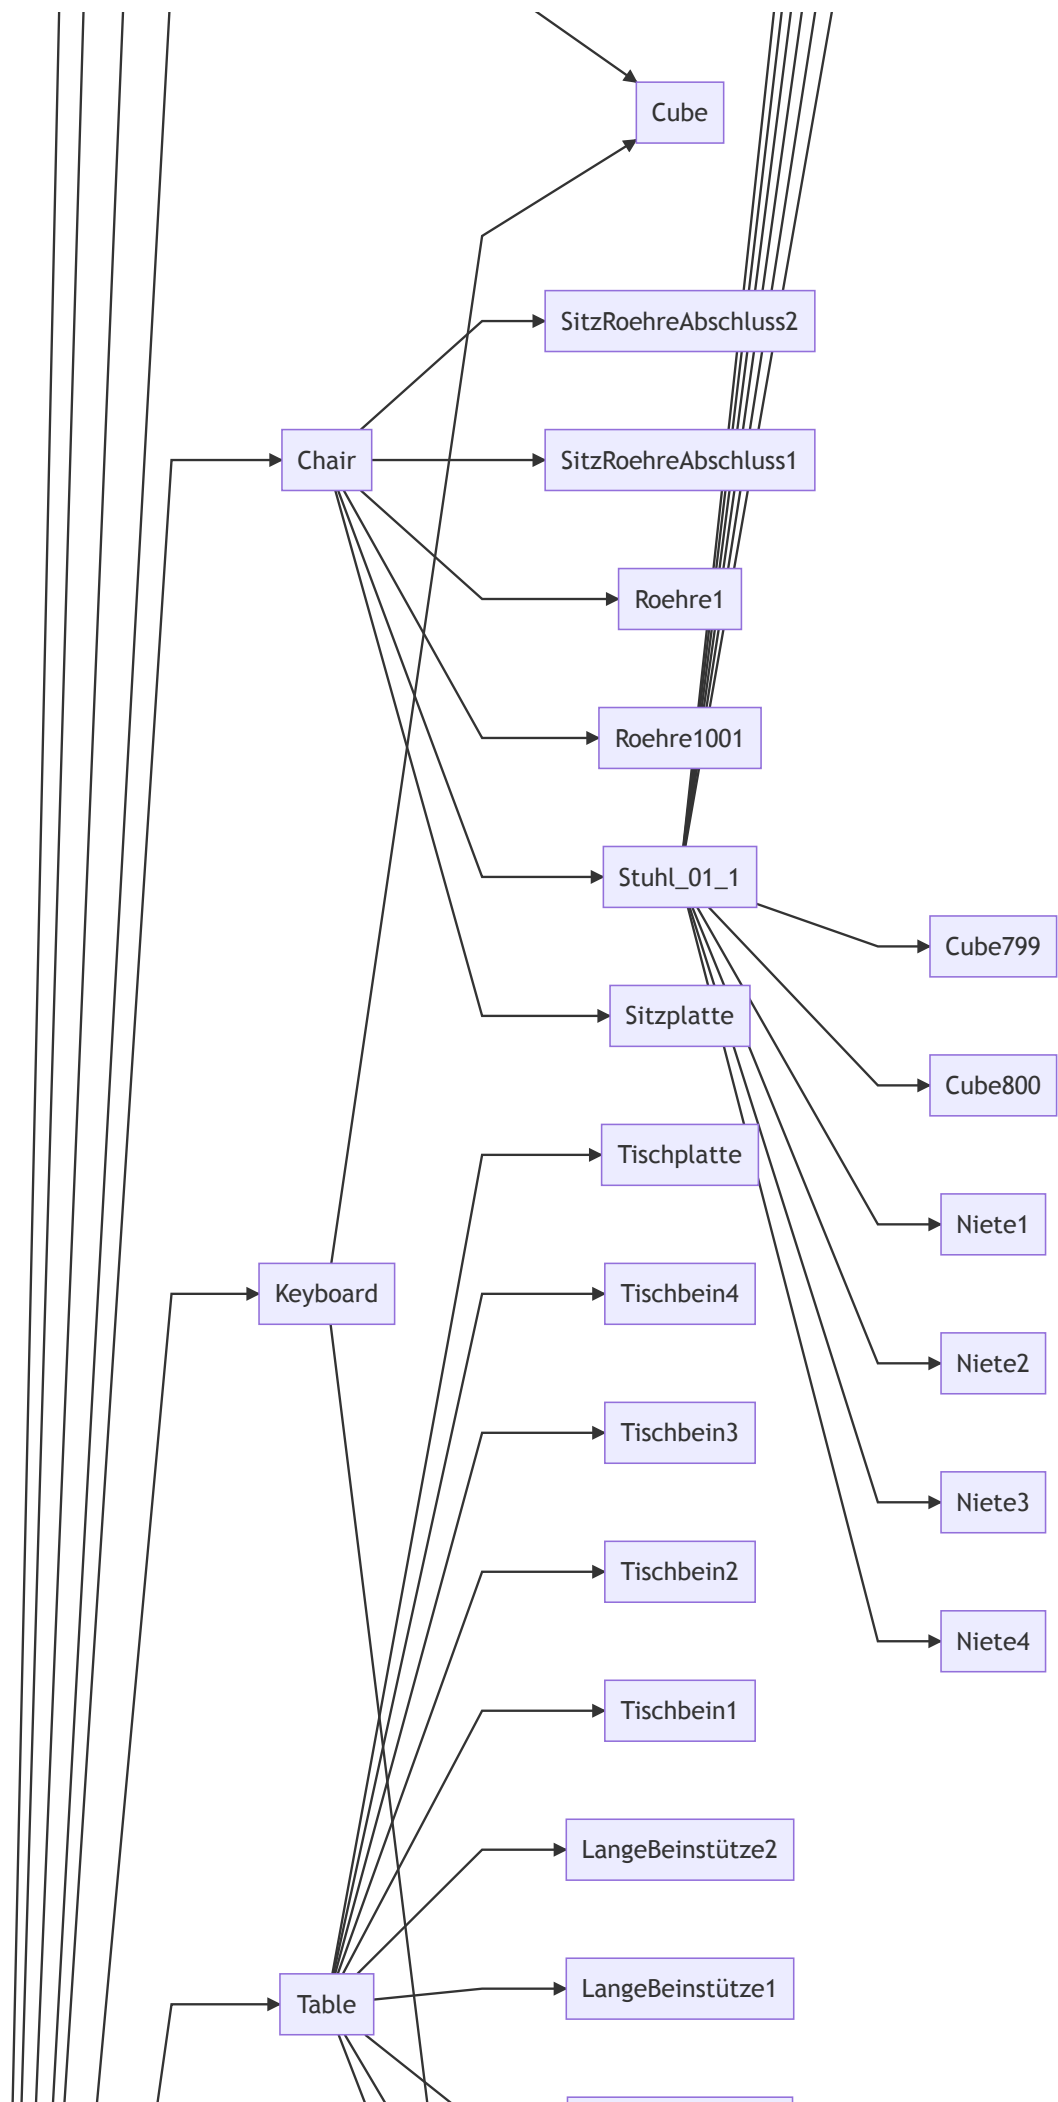 Cube
SitzRoehreAbschluss2
Chair
SitzRoehreAbschluss1
Roehre1
Roehre1001
Stuhl_01_1
Cube799
Sitzplatte
Cube800
Tischplatte
Niete1
Keyboard
Tischbein4
Niete2
Tischbein3
Niete3
Tischbein2
Niete4
Tischbein1
LangeBeinstütze2
LangeBeinstütze1
Table